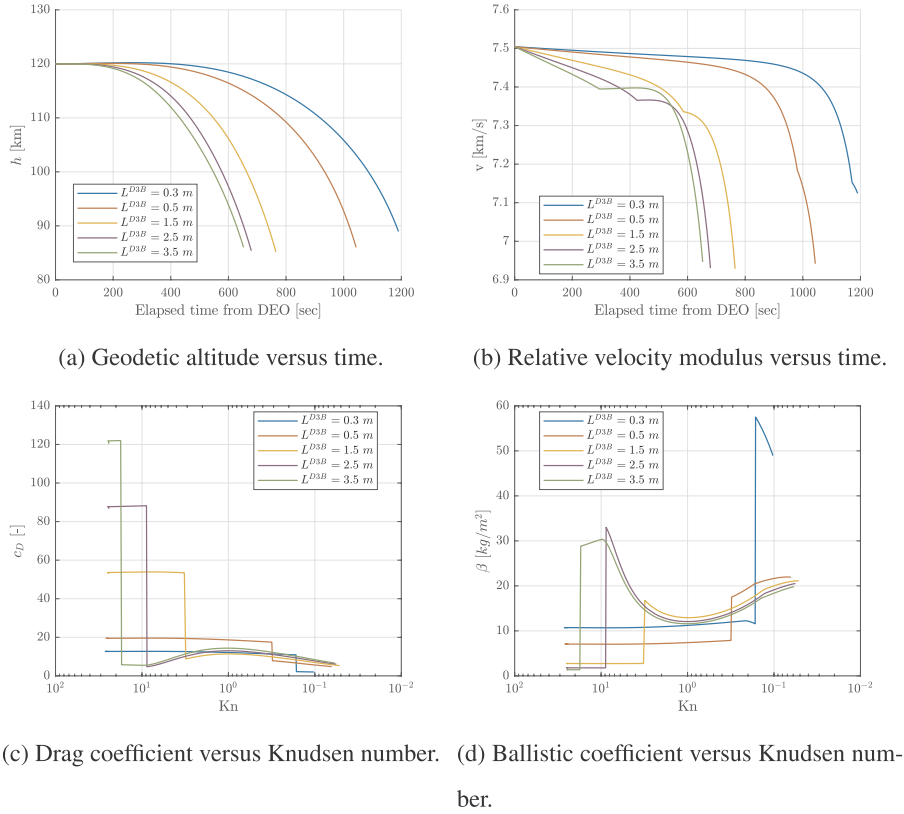 130
120
110
100
90
80
h [km]
L^{D3B} = 0.3 m
L^{D3B} = 0.5 m
L^{D3B} = 1.5 m
L^{D3B} = 2.5 m
L^{D3B} = 3.5 m
0 200 400 600 800 1000 1200
Elapsed time from DEO [sec]
(a) Geodetic altitude versus time.
7.6
7.5
7.4
7.3
7.2
7.1
7
6.9
v [km/s]
L^{D3B} = 0.3 m
L^{D3B} = 0.5 m
L^{D3B} = 1.5 m
L^{D3B} = 2.5 m
L^{D3B} = 3.5 m
0 200 400 600 800 1000 1200
Elapsed time from DEO [sec]
(b) Relative velocity modulus versus time.
140
120
100
80
60
40
20
0
c_D [-]
L^{D3B} = 0.3 m
L^{D3B} = 0.5 m
L^{D3B} = 1.5 m
L^{D3B} = 2.5 m
L^{D3B} = 3.5 m
10^2 10^1 10^0 10^{-1} 10^{-2}
Kn
(c) Drag coefficient versus Knudsen number.
60
50
40
30
20
10
0
β [kg/m^2]
L^{D3B} = 0.3 m
L^{D3B} = 0.5 m
L^{D3B} = 1.5 m
L^{D3B} = 2.5 m
L^{D3B} = 3.5 m
10^2 10^1 10^0 10^{-1} 10^{-2}
Kn
(d) Ballistic coefficient versus Knudsen num-
ber.